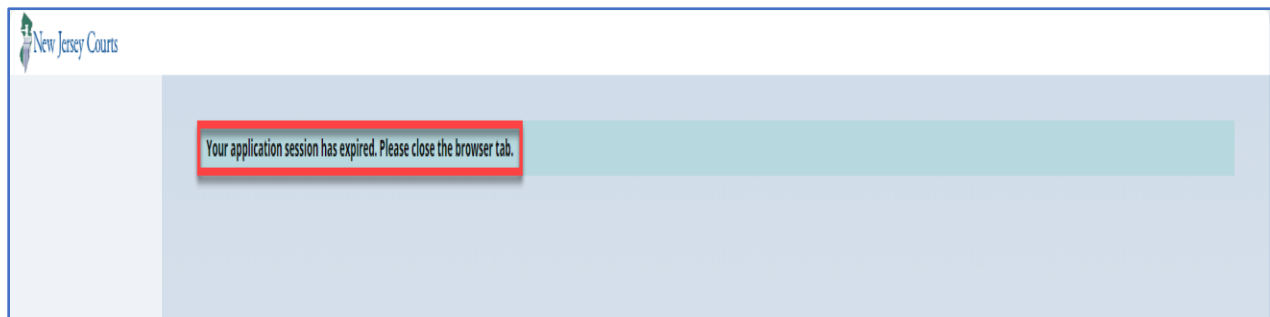 New Jersey Courts
Your application session has expired. Please close the browser tab.